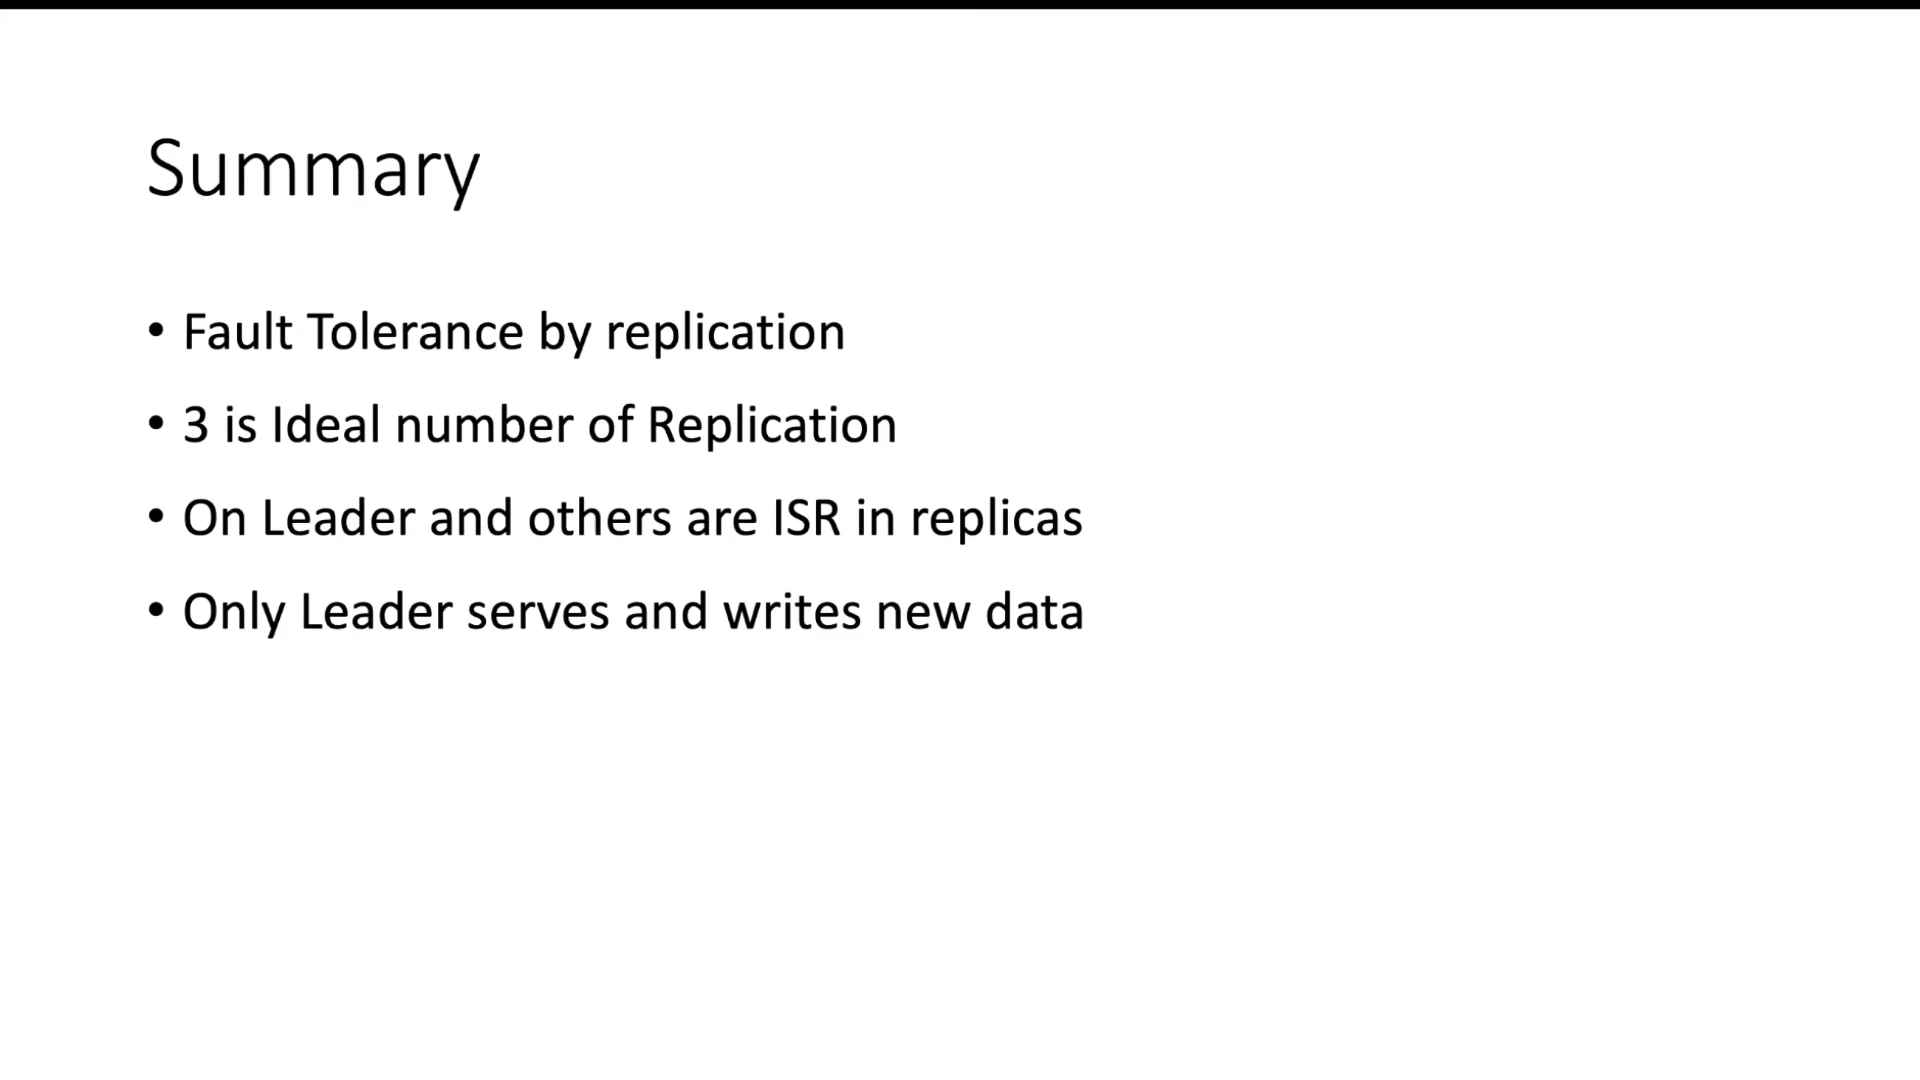 Summary
• Fault Tolerance by replication
• 3 is Ideal number of Replication
• On Leader and others are ISR in replicas
• Only Leader serves and writes new data